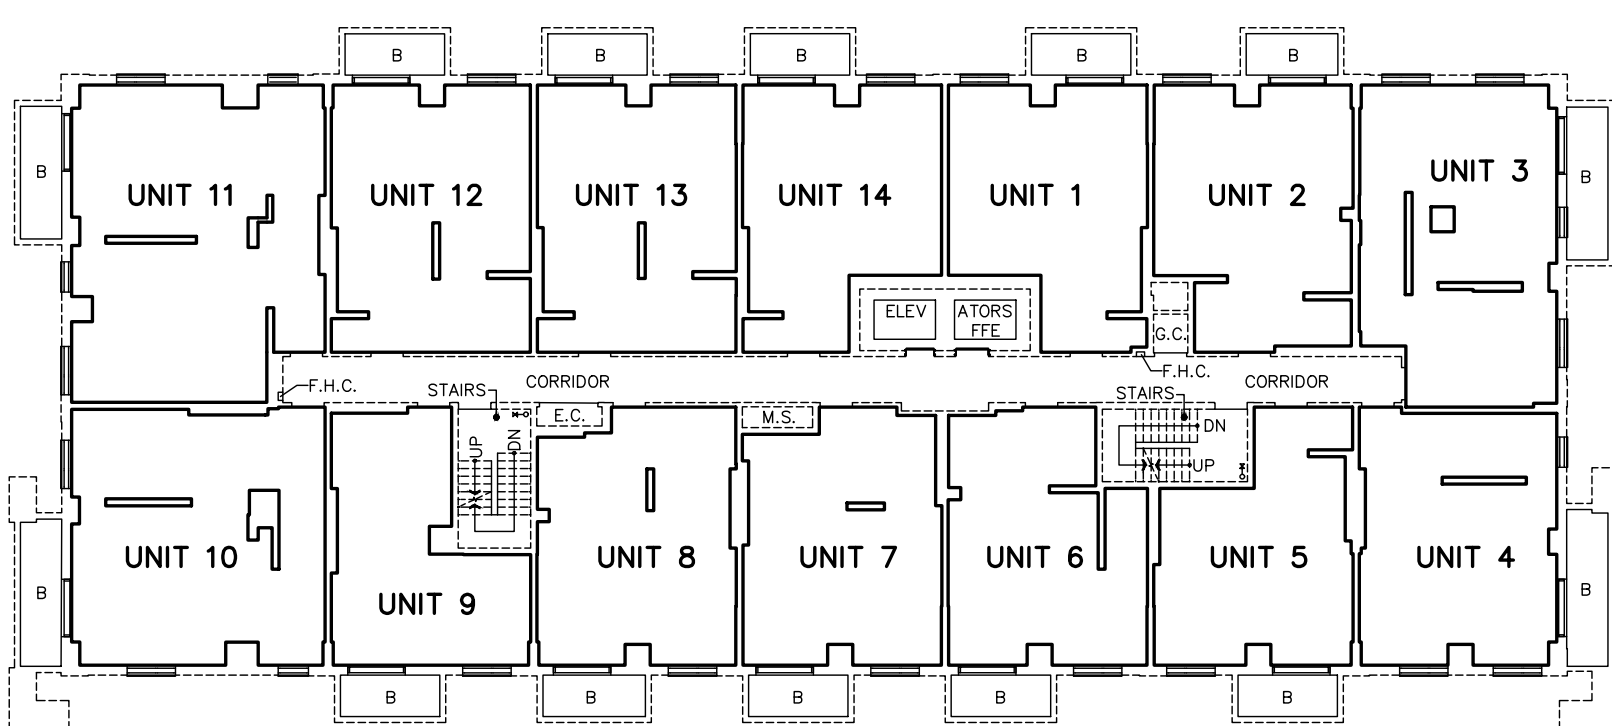 B
B
B
B
B
B
B
UNIT 3
UNIT 11
UNIT 12
UNIT 13
UNIT 14
UNIT 1
UNIT 2
ELEV
ATORS
FFE
G.C.
F.H.C.
STAIRS
CORRIDOR
F.H.C.
STAIRS
CORRIDOR
E.C.
M.S.
UP
DN
DN
UP
UNIT 10
UNIT 9
UNIT 8
UNIT 7
UNIT 6
UNIT 5
UNIT 4
B
B
B
B
B
B
B